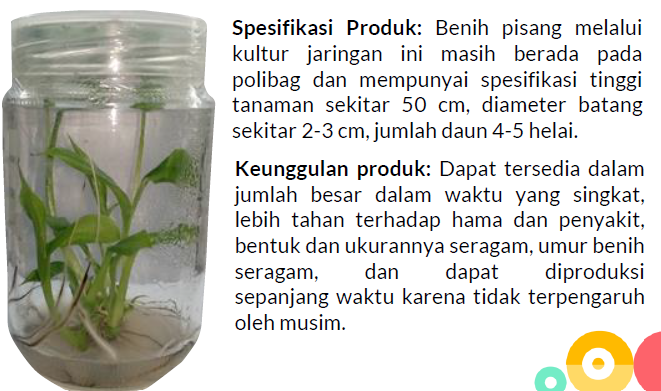 Spesifikasi Produk: Benih pisang melalui
kultur jaringan ini masih berada pada
polibag dan mempunyai spesifikasi tinggi
tanaman sekitar 50 cm, diameter batang
sekitar 2-3 cm, jumlah daun 4-5 helai.
Keunggulan produk: Dapat tersedia dalam
jumlah besar dalam waktu yang singkat,
lebih tahan terhadap hama dan penyakit,
bentuk dan ukurannya seragam, umur benih
seragam, dan dapat diproduksi
sepanjang waktu karena tidak terpengaruh
oleh musim.